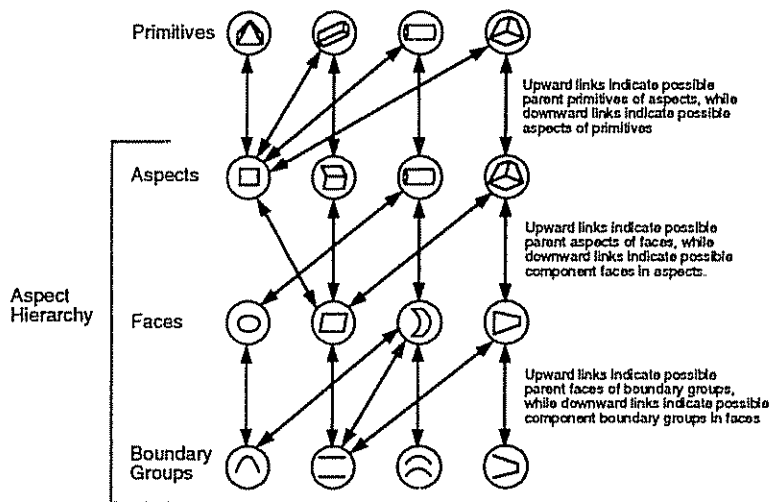 Primitives
Upward links indicate possible
parent primitives of aspects, while
downward links indicate possible
aspects of primitives
Aspects
Upward links indicate possible
parent aspects of faces, while
downward links indicate possible
component faces in aspects.
Aspect
Hierarchy
Faces
Upward links indicate possible
parent faces of boundary groups,
while downward links indicate possible
component boundary groups in faces
Boundary
Groups